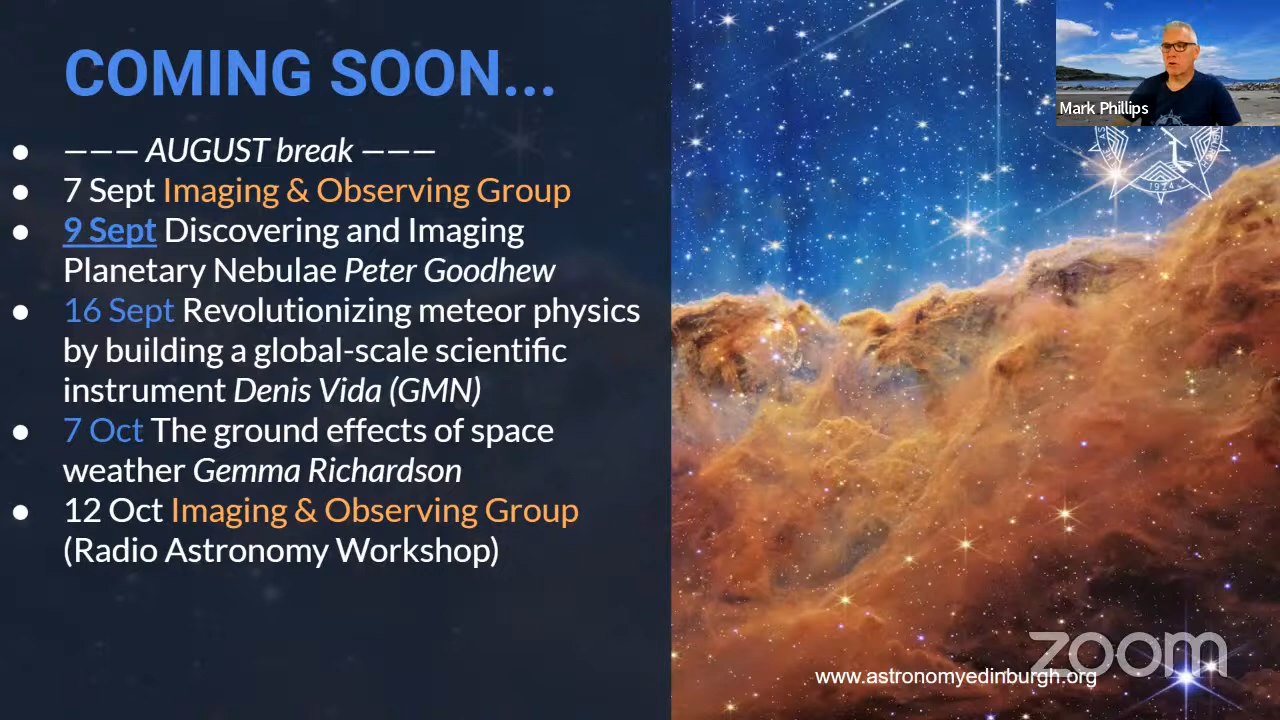 COMING SOON...
● ––– AUGUST break –––
● 7 Sept Imaging & Observing Group
● 9 Sept Discovering and Imaging
Planetary Nebulae Peter Goodhew
● 16 Sept Revolutionizing meteor physics
by building a global-scale scientific
instrument Denis Vida (GMN)
● 7 Oct The ground effects of space
weather Gemma Richardson
● 12 Oct Imaging & Observing Group
(Radio Astronomy Workshop)
Mark Phillips
1924
zoom
www.astronomyedinburgh.org